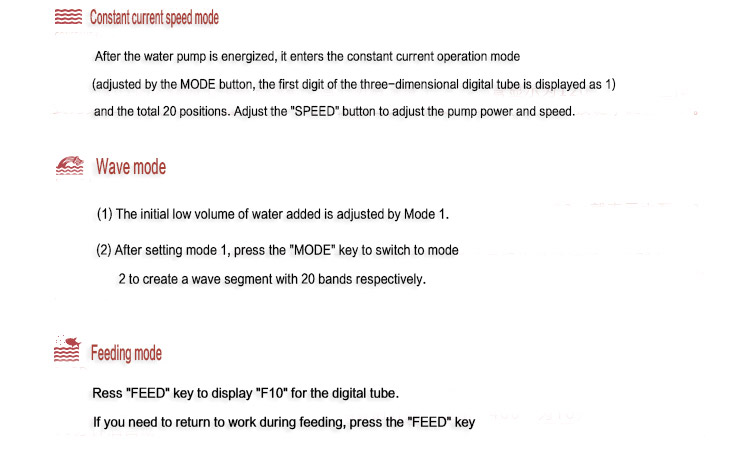 Constant current speed mode
After the water pump is energized, it enters the constant current operation mode
(adjusted by the MODE button, the first digit of the three-dimensional digital tube is displayed as 1)
and the total 20 positions. Adjust the "SPEED" button to adjust the pump power and speed.
Wave mode
(1) The initial low volume of water added is adjusted by Mode 1.
(2) After setting mode 1, press the "MODE" key to switch to mode
2 to create a wave segment with 20 bands respectively.
Feeding mode
Ress "FEED" key to display "F10" for the digital tube.
If you need to return to work during feeding, press the "FEED" key